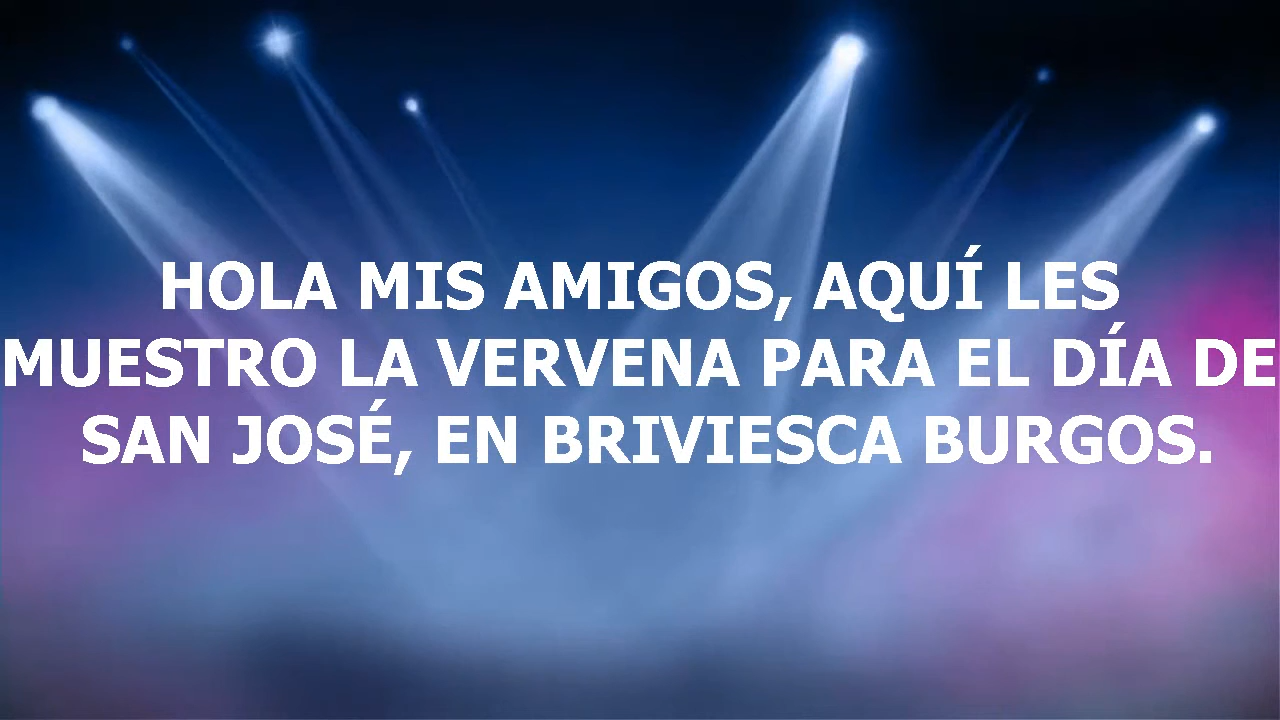 HOLA MIS AMIGOS, AQUÍ LES
MUESTRO LA VERVENA PARA EL DÍA DE
SAN JOSÉ, EN BRIVIESCA BURGOS.